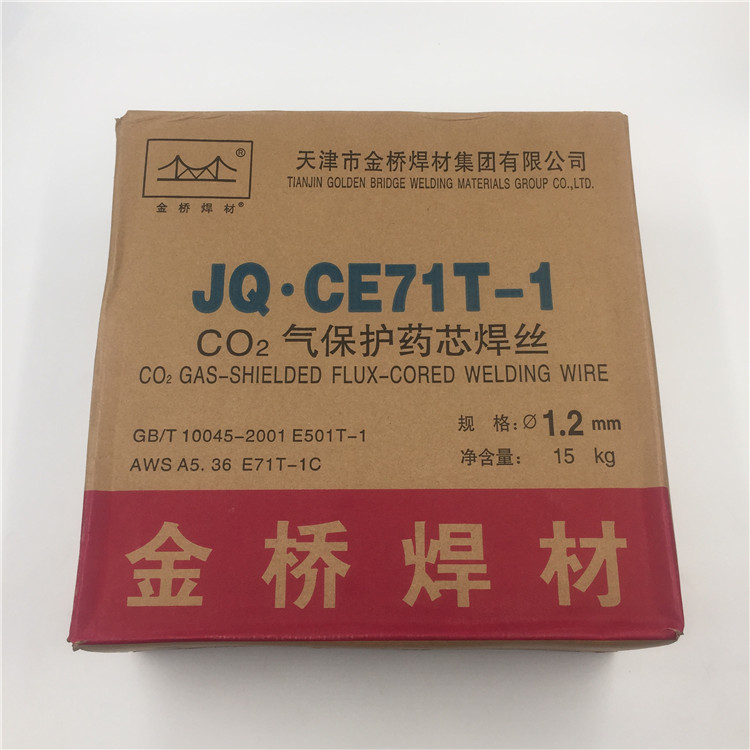 ®
金桥焊材®
天津市金桥焊材集团有限公司
TIANJIN GOLDEN BRIDGE WELDING MATERIALS GROUP CO.,LTD.
JQ·CE71T-1
CO₂ 气保护药芯焊丝
CO₂ GAS-SHIELDED FLUX-CORED WELDING WIRE
GB/T 10045-2001 E501T-1
AWS A5. 36 E71T-1C
规 格: ∅ 1.2 mm
净含量: 15 kg
金桥焊材